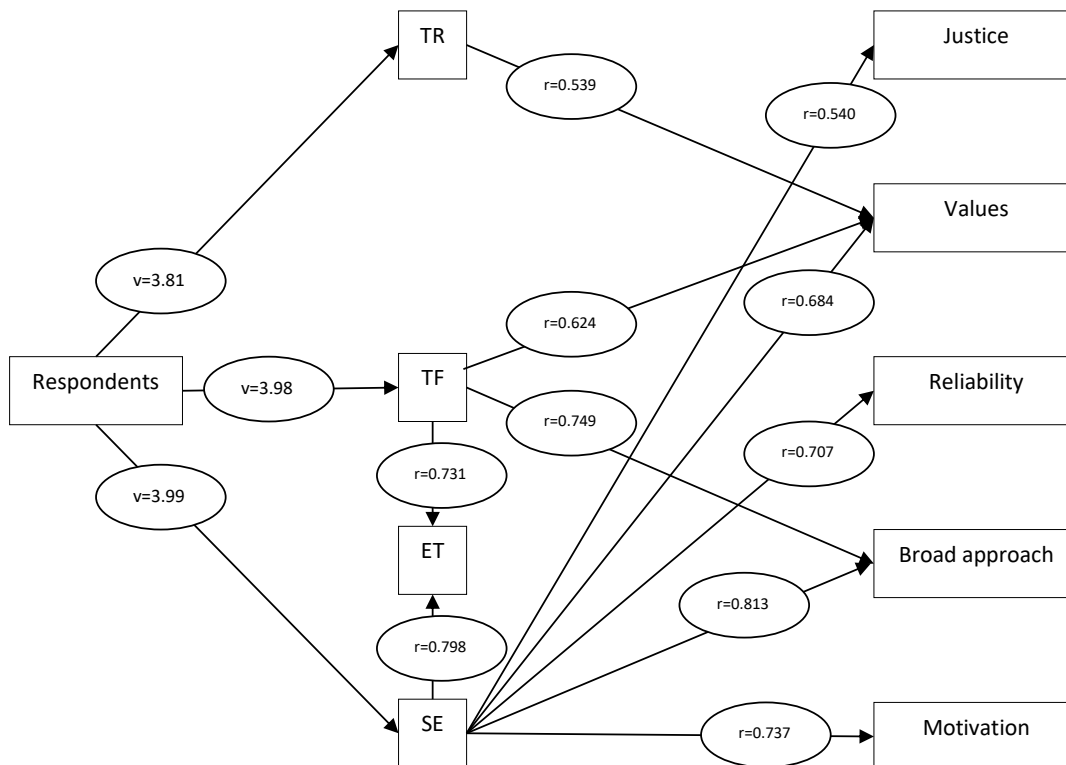 TR
Justice
r=0.539
r=0.540
Values
v=3.81
r=0.684
r=0.624
Respondents
v=3.98
TF
Reliability
r=0.749
r=0.707
r=0.731
v=3.99
ET
Broad approach
r=0.813
r=0.798
SE
r=0.737
Motivation